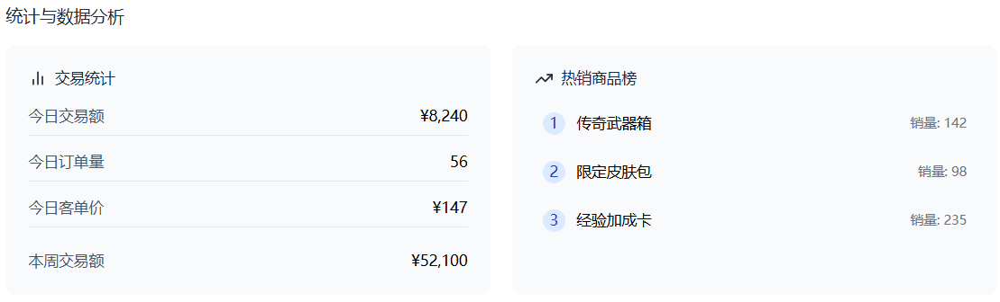 统计与数据分析
交易统计
今日交易额 ¥8,240
今日订单量 56
今日客单价 ¥147
本周交易额 ¥52,100
热销商品榜
1 传奇武器箱 销量: 142
2 限定皮肤包 销量: 98
3 经验加成卡 销量: 235